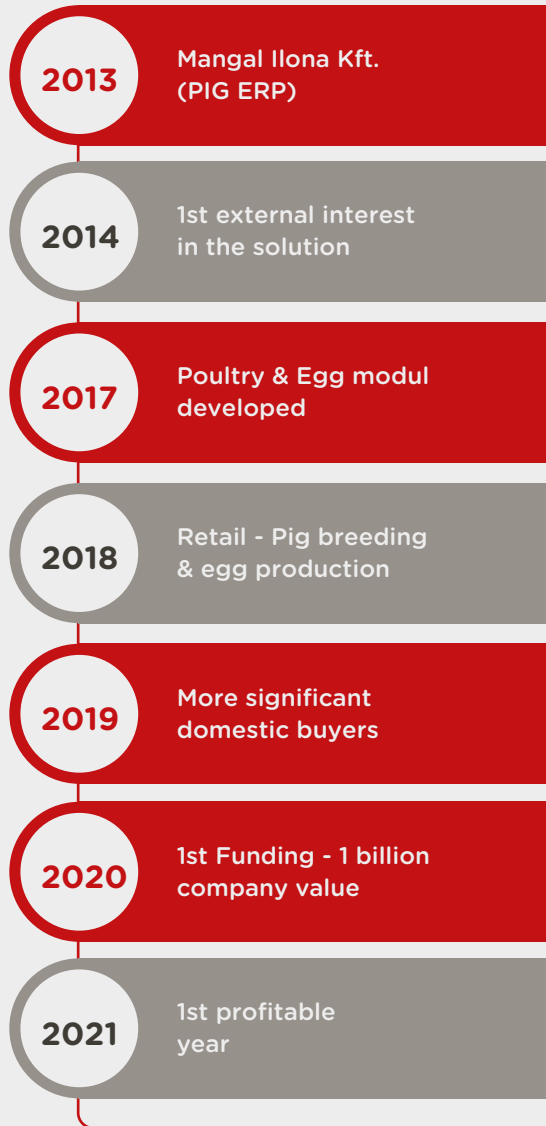 2013
Mangal Ilona Kft.
(PIG ERP)
2014
1st external interest
in the solution
2017
Poultry & Egg modul
developed
2018
Retail - Pig breeding
& egg production
2019
More significant
domestic buyers
2020
1st Funding - 1 billion
company value
2021
1st profitable
year